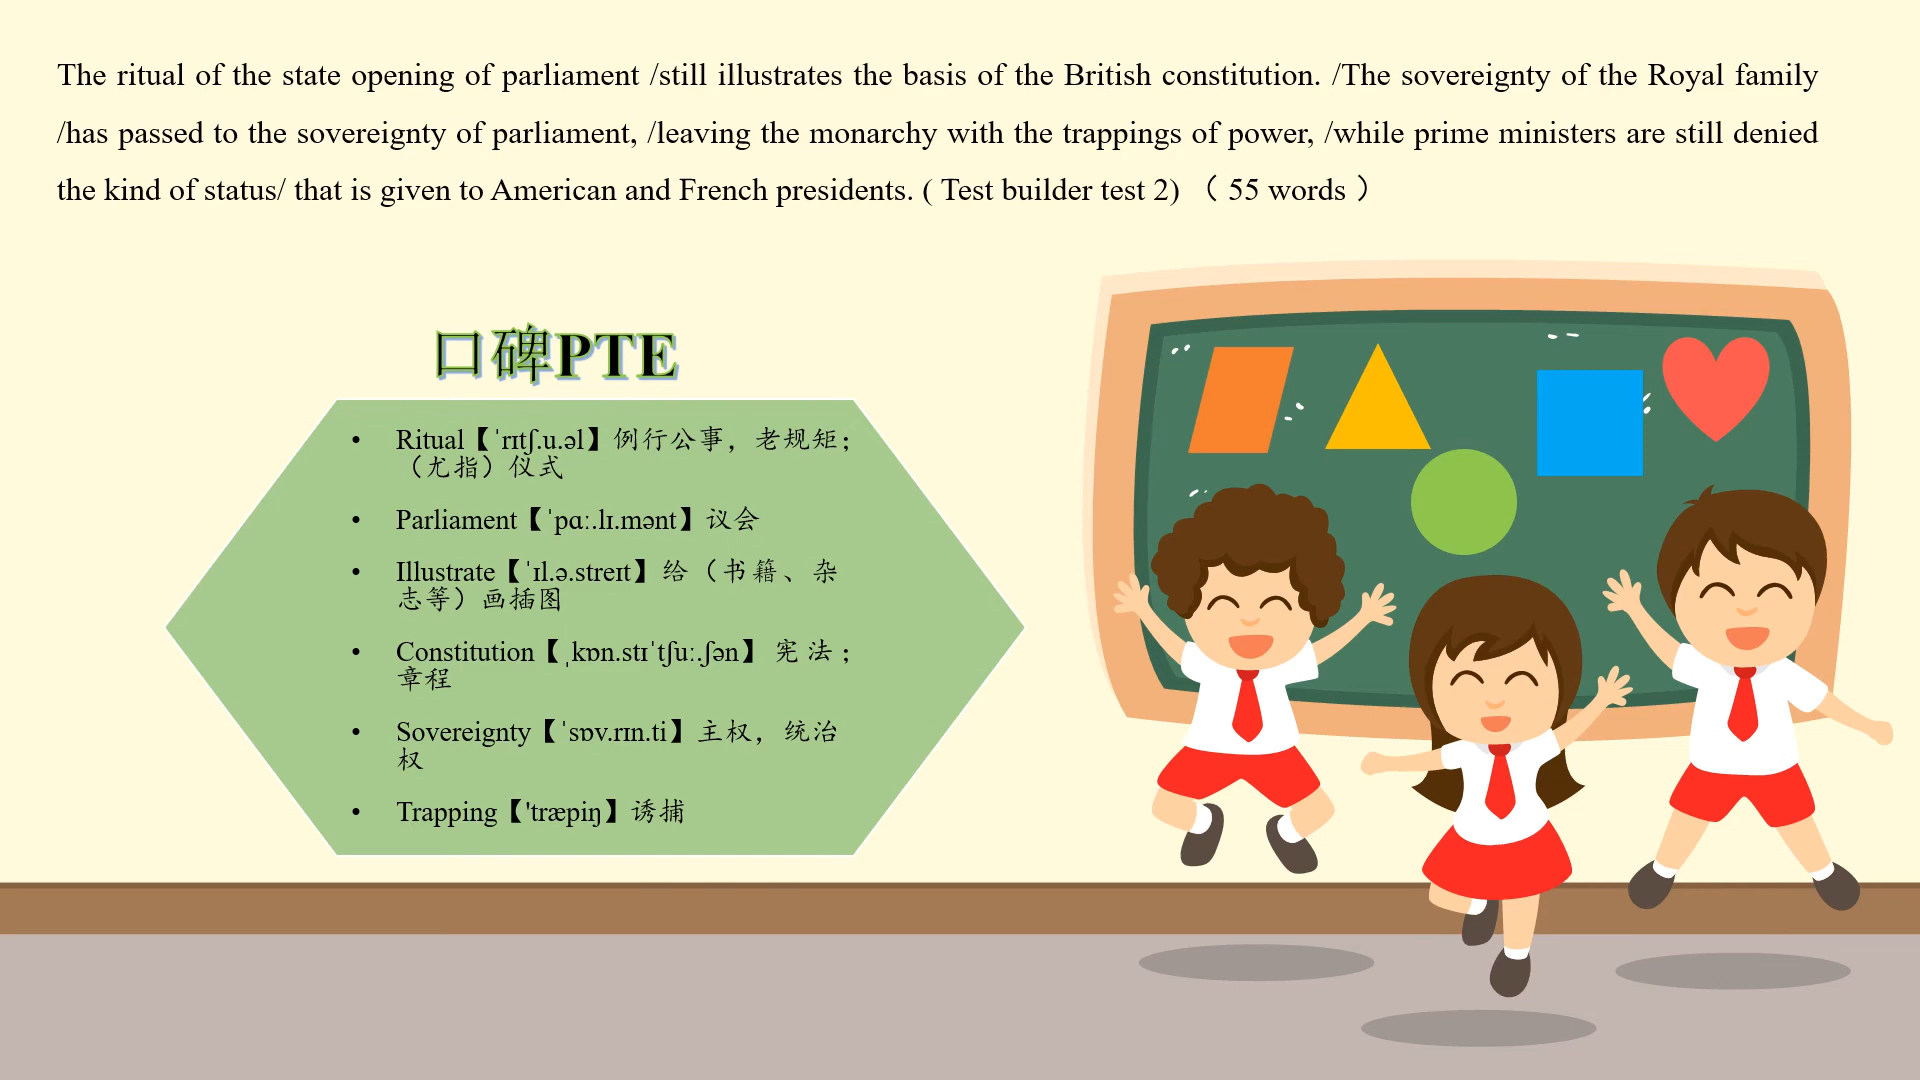 The ritual of the state opening of parliament /still illustrates the basis of the British constitution. /The sovereignty of the Royal family
/has passed to the sovereignty of parliament, /leaving the monarchy with the trappings of power, /while prime ministers are still denied
the kind of status/ that is given to American and French presidents. ( Test builder test 2) （ 55 words ）
口碑PTE
• Ritual【ˈrɪtʃ.u.əl】例行公事，老规矩；
（尤指）仪式
• Parliament【ˈpɑː.lɪ.mənt】议会
• Illustrate【ˈɪl.ə.streɪt】给（书籍、杂
志等）画插图
• Constitution【ˌkɒn.stɪˈtʃuː.ʃən】宪法；
章程
• Sovereignty【ˈsɒv.rɪn.ti】主权，统治
权
• Trapping【'træpiŋ】诱捕